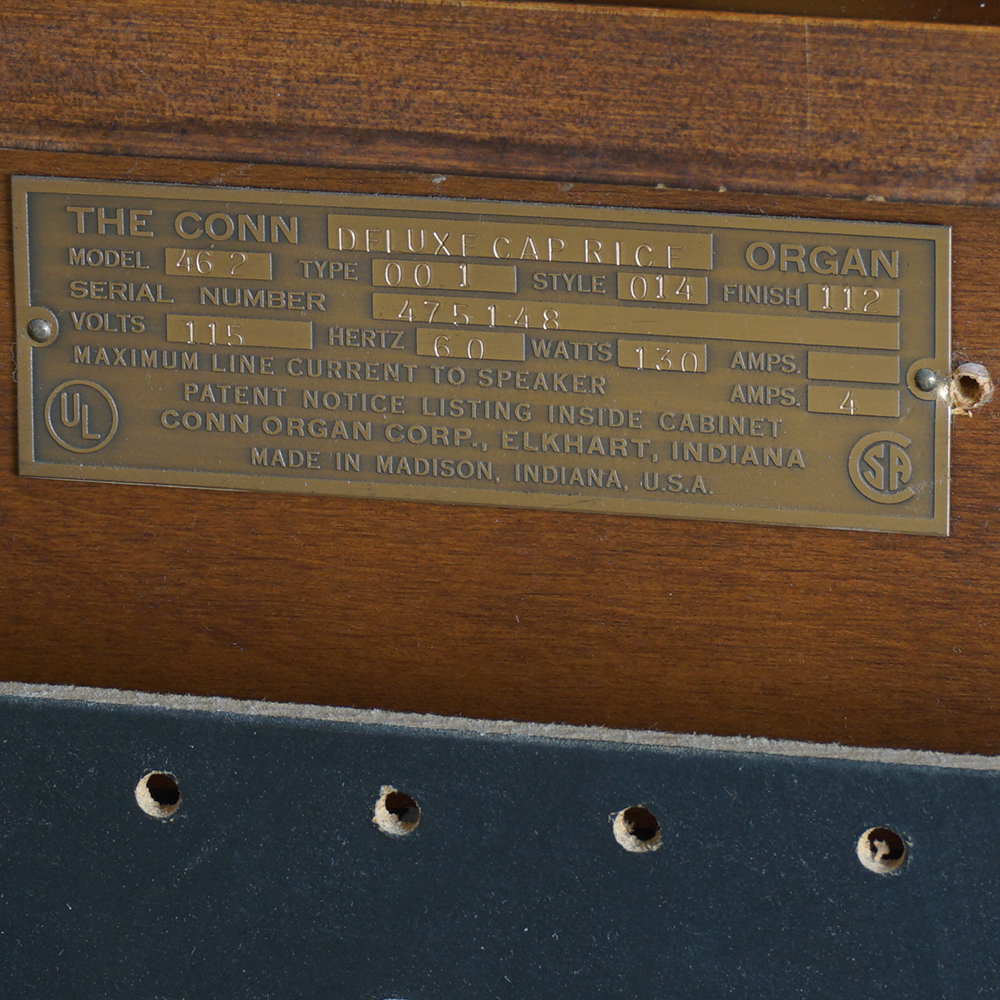 THE CONN DELUXE CAPRICE ORGAN
MODEL 462 TYPE 001 STYLE 014 FINISH 112
SERIAL NUMBER 475148
VOLTS 115 HERTZ 60 WATTS 130 AMPS.
MAXIMUM LINE CURRENT TO SPEAKER AMPS. 4
PATENT NOTICE LISTING INSIDE CABINET
CONN ORGAN CORP., ELKHART, INDIANA
MADE IN MADISON, INDIANA, U.S.A.
UL
SA